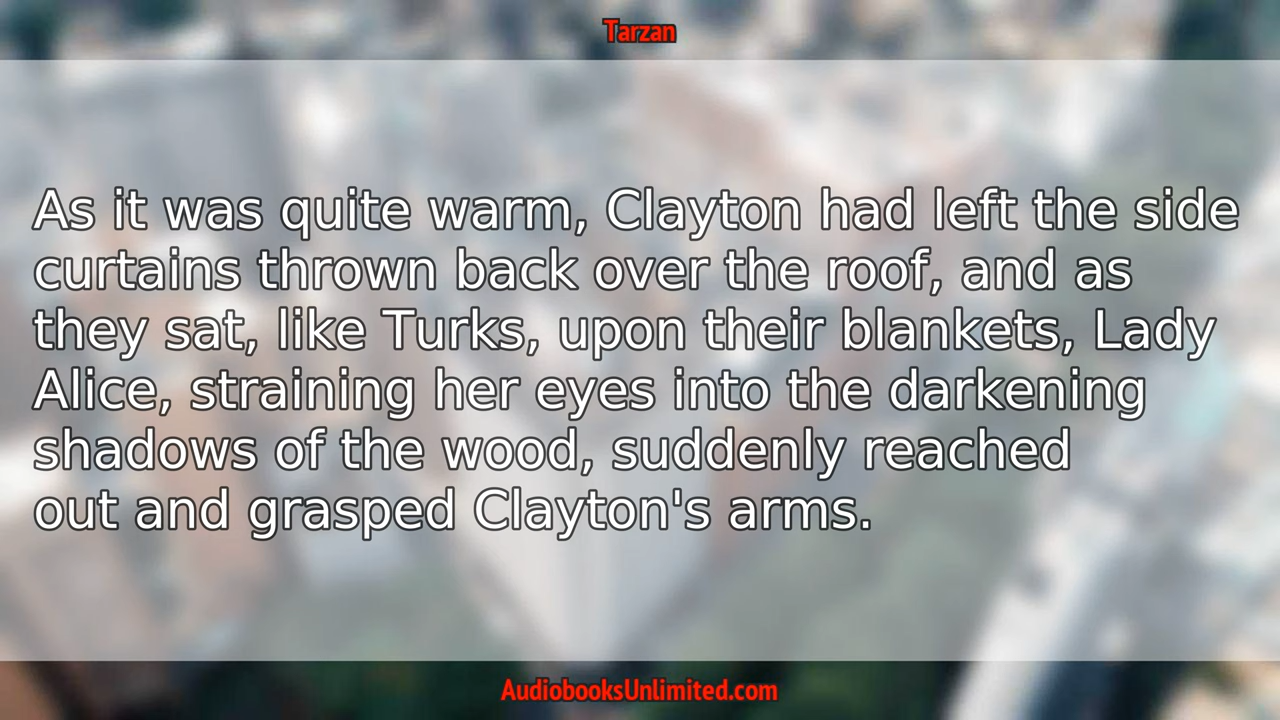 Tarzan
As it was quite warm, Clayton had left the side
curtains thrown back over the roof, and as
they sat, like Turks, upon their blankets, Lady
Alice, straining her eyes into the darkening
shadows of the wood, suddenly reached
out and grasped Clayton's arms.
AudiobooksUnlimited.com